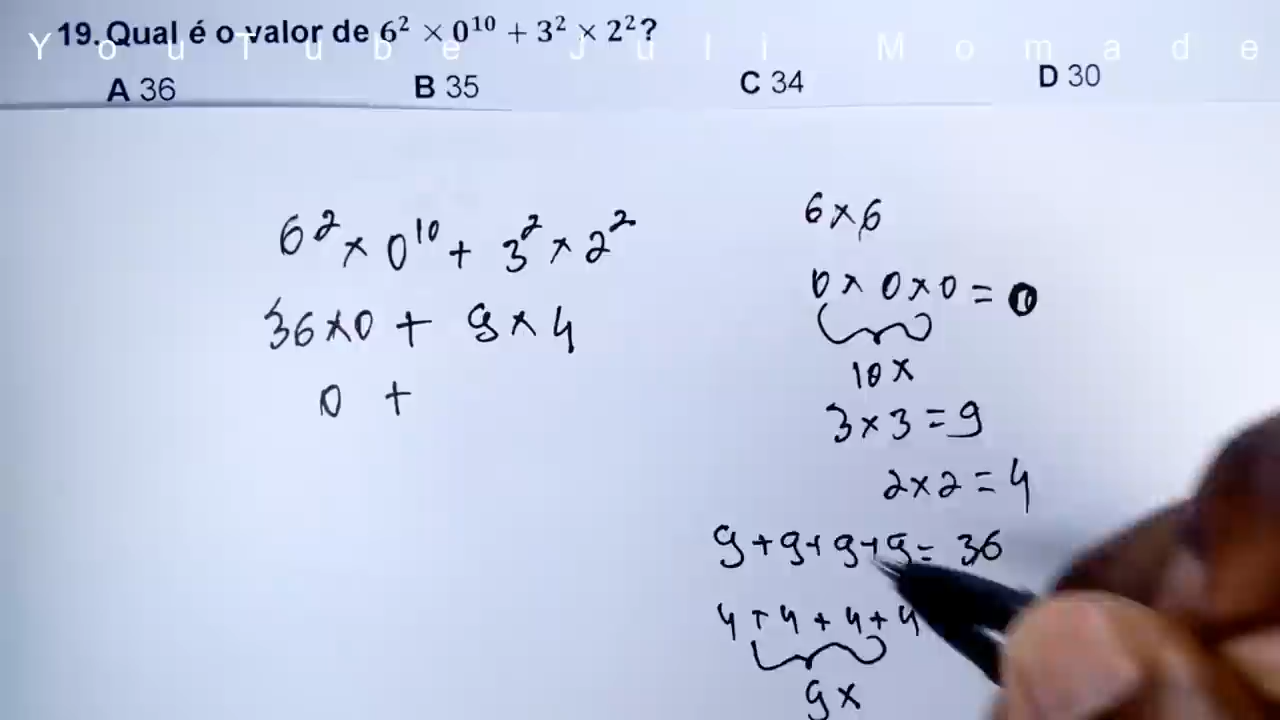 19. Qual é o valor de 6² × 0¹⁰ + 3² × 2²?
YouTube Juli Momade
A 36 B 35 C 34 D 30
6² × 0¹⁰ + 3² × 2²
36 × 0 + 9 × 4
0 +
6 × 6
0 × 0 × 0 = 0
10 ×
3 × 3 = 9
2 × 2 = 4
9 + 9 + 9 + 9 = 36
4 + 4 + 4 + 4
9 ×